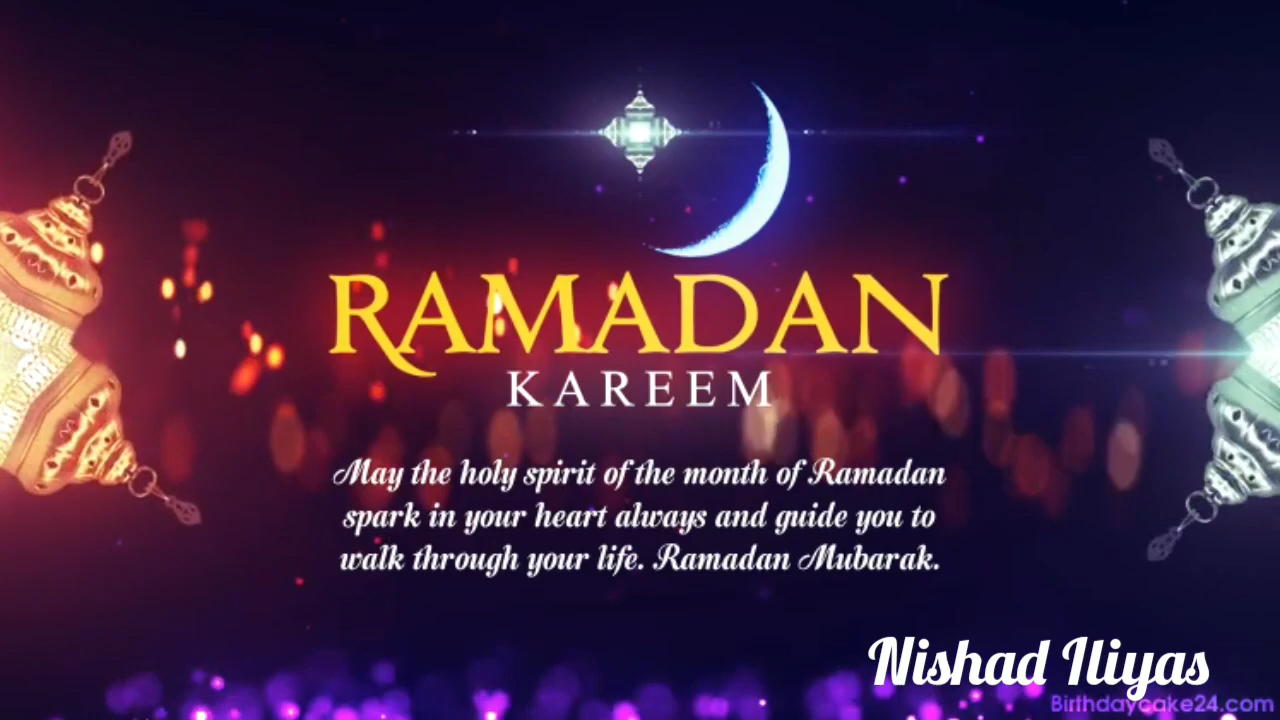 RAMADAN
KAREEM
May the holy spirit of the month of Ramadan
spark in your heart always and guide you to
walk through your life. Ramadan Mubarak.
Nishad Iliyas
Birthdaycake24.com